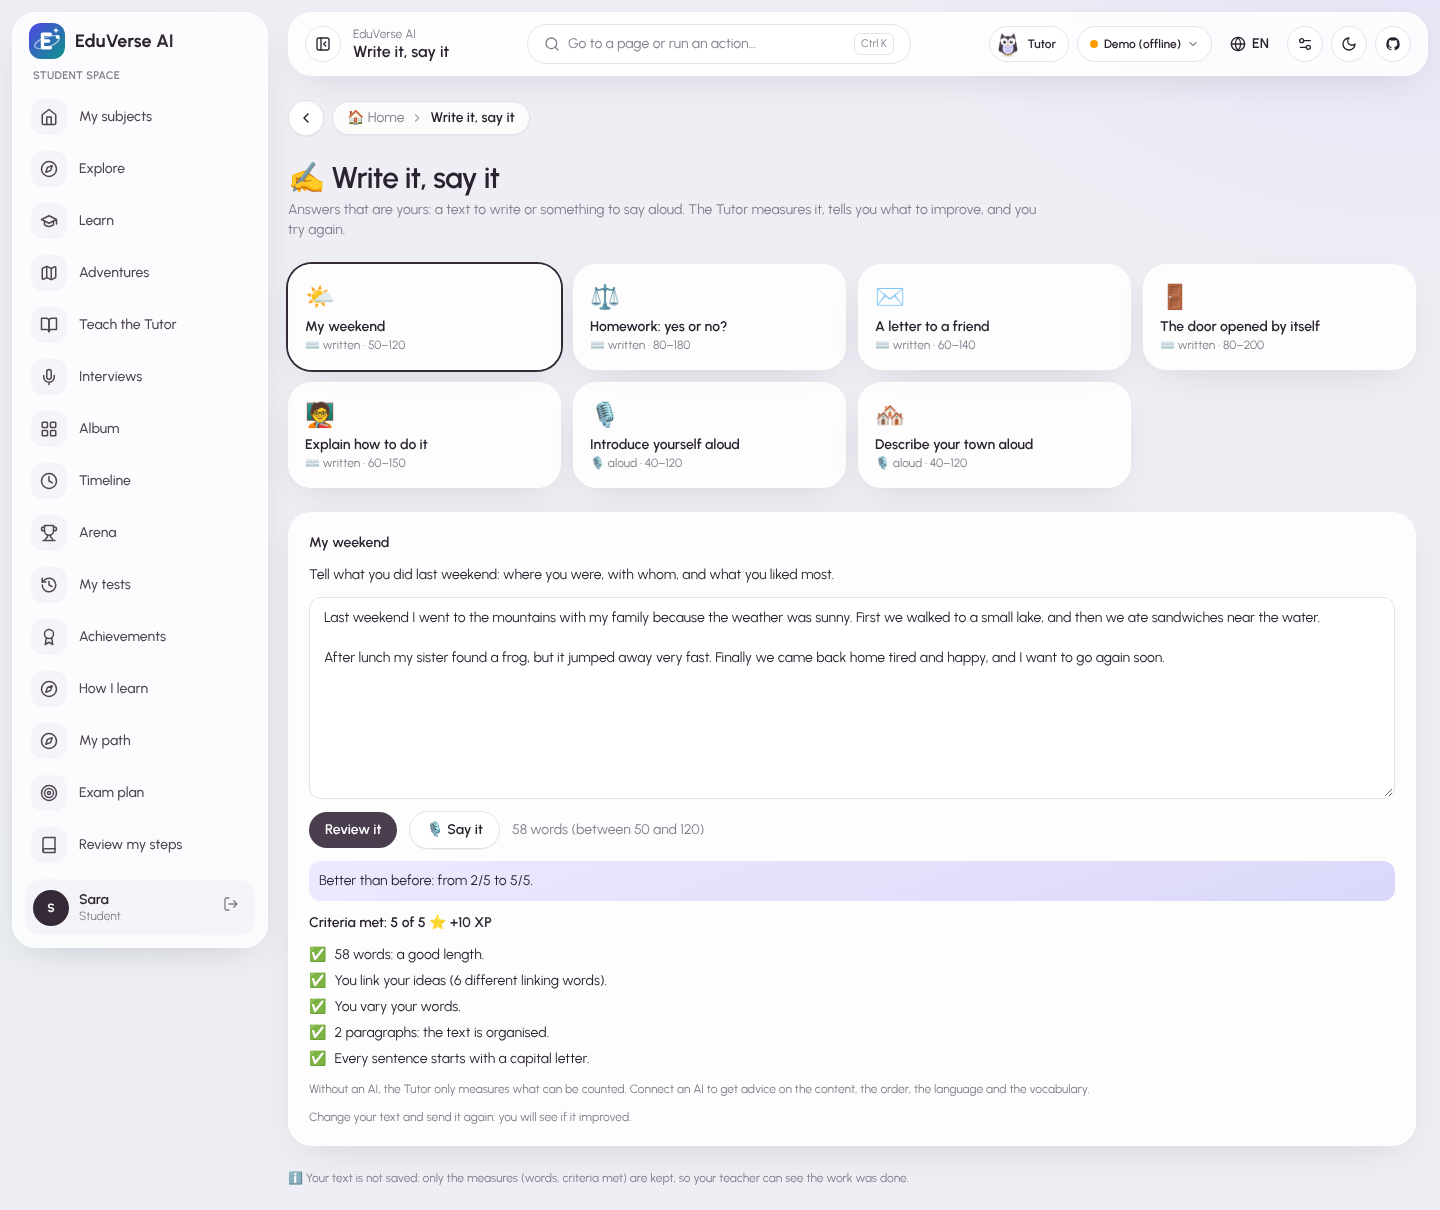 EduVerse AI
STUDENT SPACE
My subjects
Explore
Learn
Adventures
Teach the Tutor
Interviews
Album
Timeline
Arena
My tests
Achievements
How I learn
My path
Exam plan
Review my steps
S
Sara
Student
EduVerse AI
Write it, say it
Go to a page or run an action...
Ctrl K
Tutor
Demo (offline)
EN
Home
Write it, say it
Write it, say it
Answers that are yours: a text to write or something to say aloud. The Tutor measures it, tells you what to improve, and you
try again.
My weekend
written · 50–120
Homework: yes or no?
written · 80–180
A letter to a friend
written · 60–140
The door opened by itself
written · 80–200
Explain how to do it
written · 60–150
Introduce yourself aloud
aloud · 40–120
Describe your town aloud
aloud · 40–120
My weekend
Tell what you did last weekend: where you were, with whom, and what you liked most.
Last weekend I went to the mountains with my family because the weather was sunny. First we walked to a small lake, and then we ate sandwiches near the water.
After lunch my sister found a frog, but it jumped away very fast. Finally we came back home tired and happy, and I want to go again soon.
Review it
Say it
58 words (between 50 and 120)
Better than before: from 2/5 to 5/5.
Criteria met: 5 of 5 ⭐ +10 XP
✅ 58 words: a good length.
✅ You link your ideas (6 different linking words).
✅ You vary your words.
✅ 2 paragraphs: the text is organised.
✅ Every sentence starts with a capital letter.
Without an AI, the Tutor only measures what can be counted. Connect an AI to get advice on the content, the order, the language and the vocabulary.
Change your text and send it again: you will see if it improved.
ℹ️ Your text is not saved: only the measures (words, criteria met) are kept, so your teacher can see the work was done.